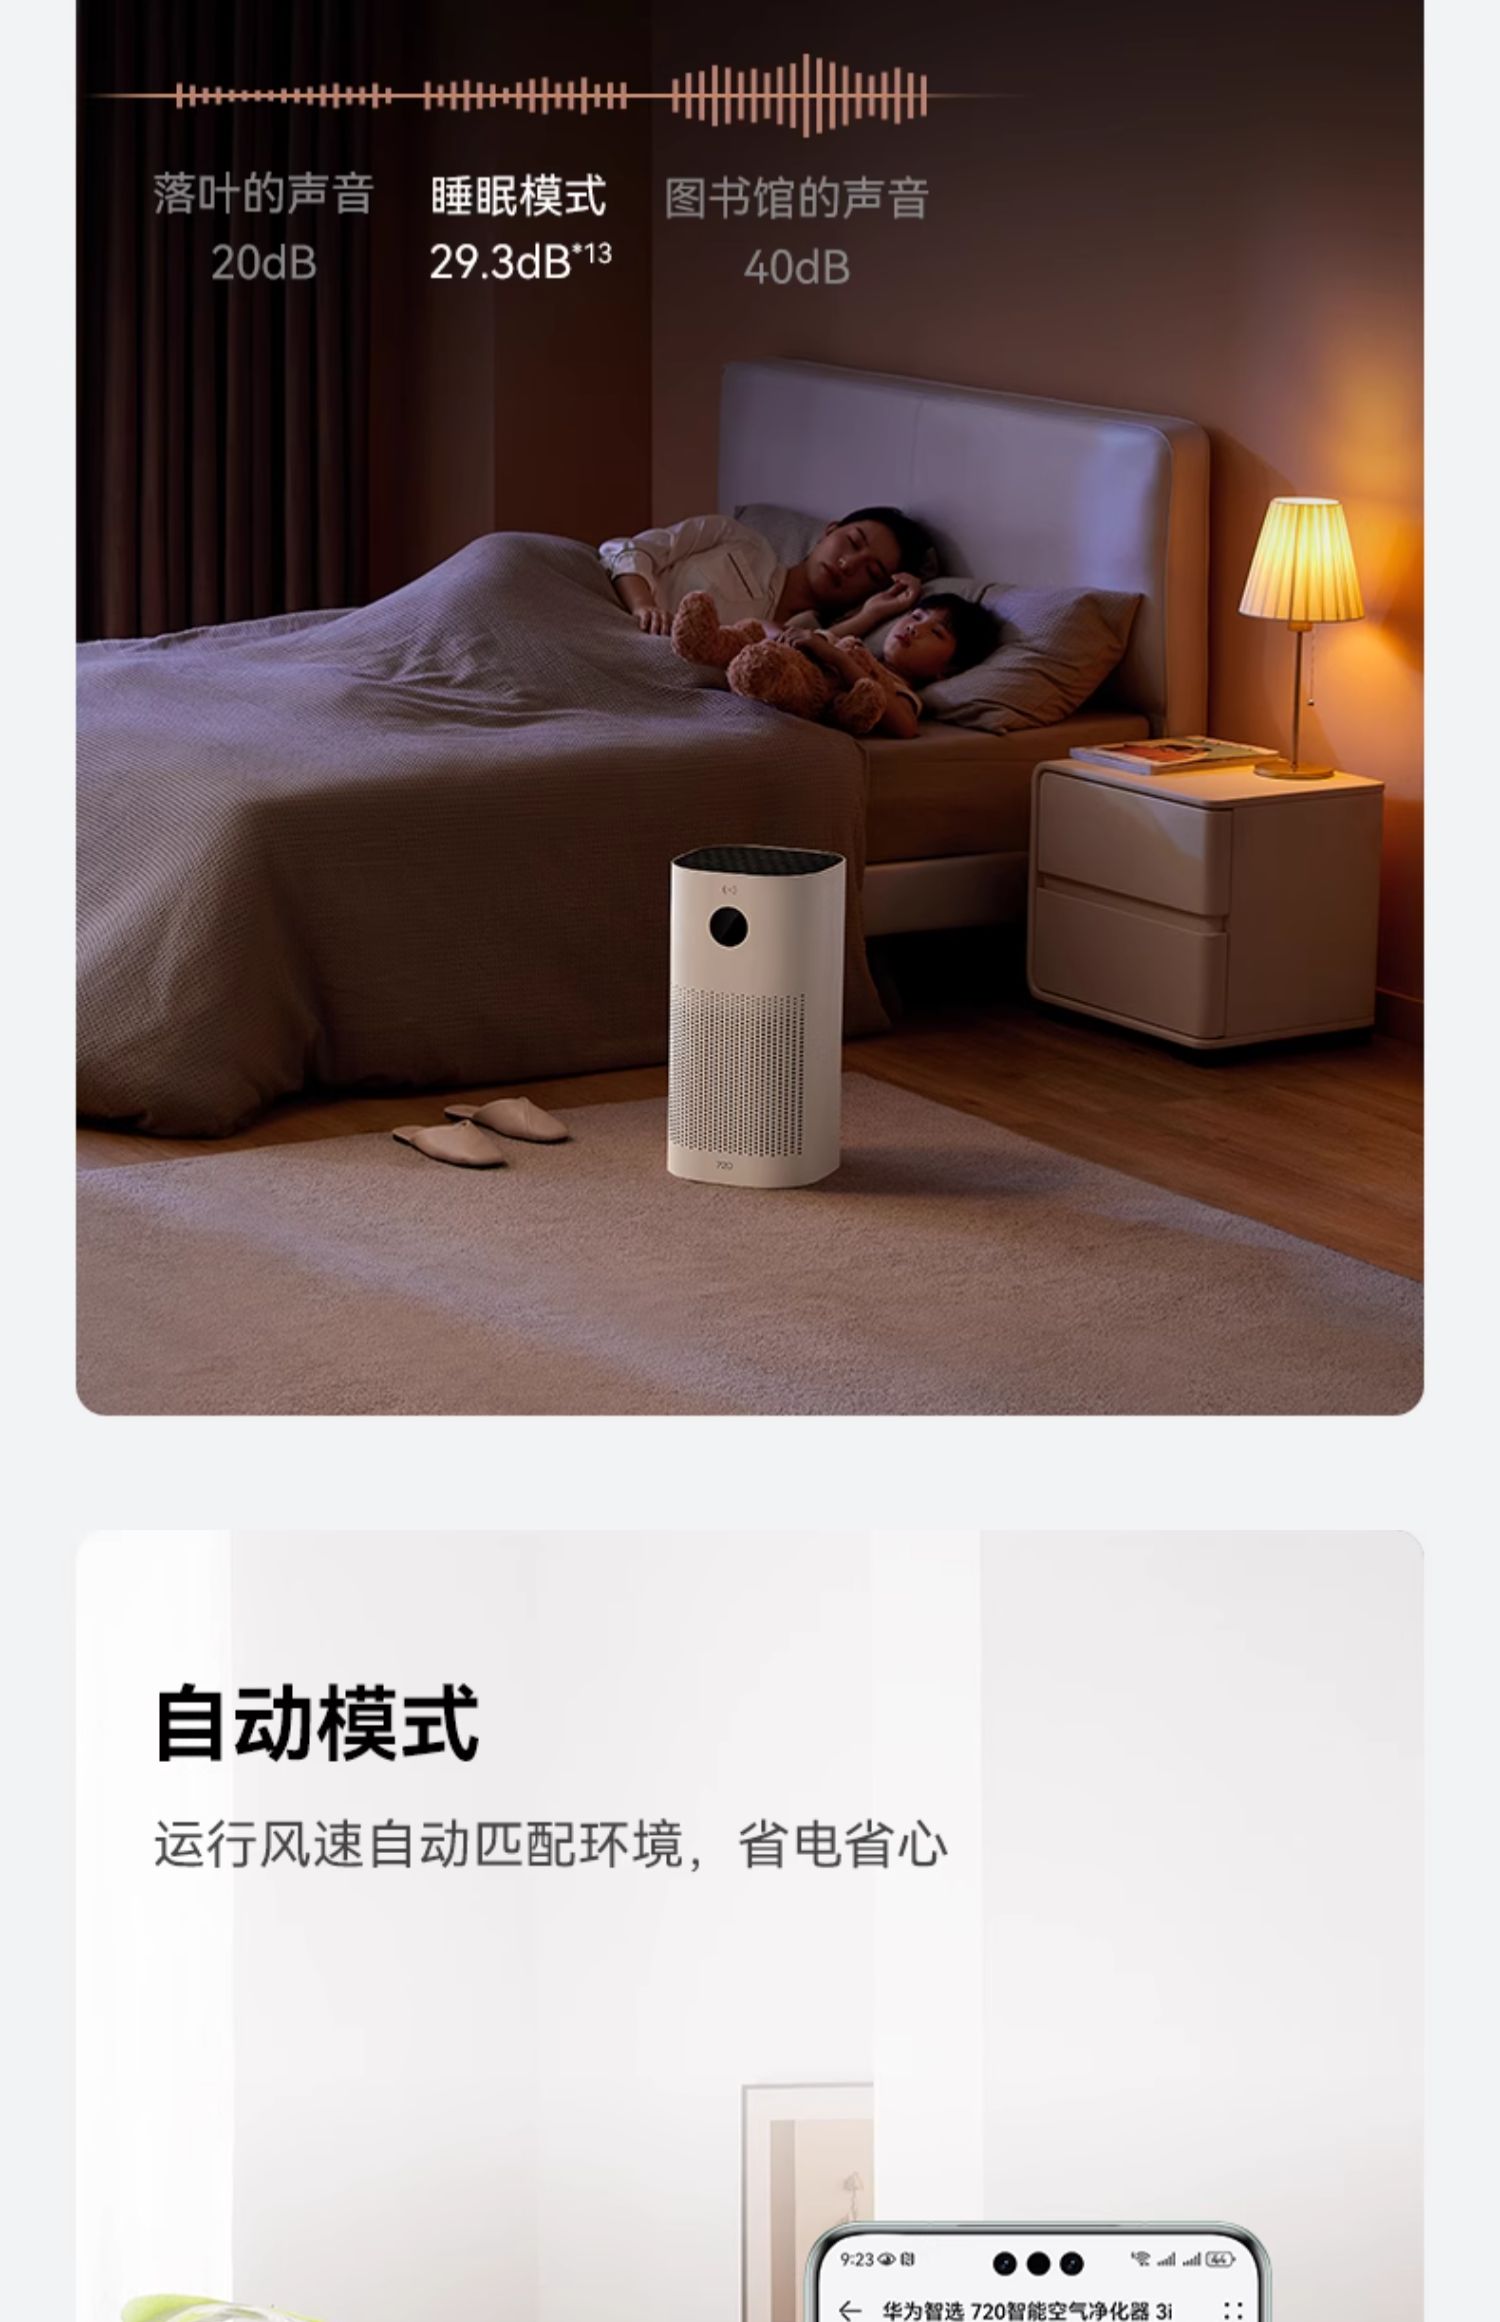 落叶的声音 睡眠模式 图书馆的声音
20dB 29.3dB*13 40dB
720
自动模式
运行风速自动匹配环境，省电省心
9:23 44
华为智选 720智能空气净化器 3i